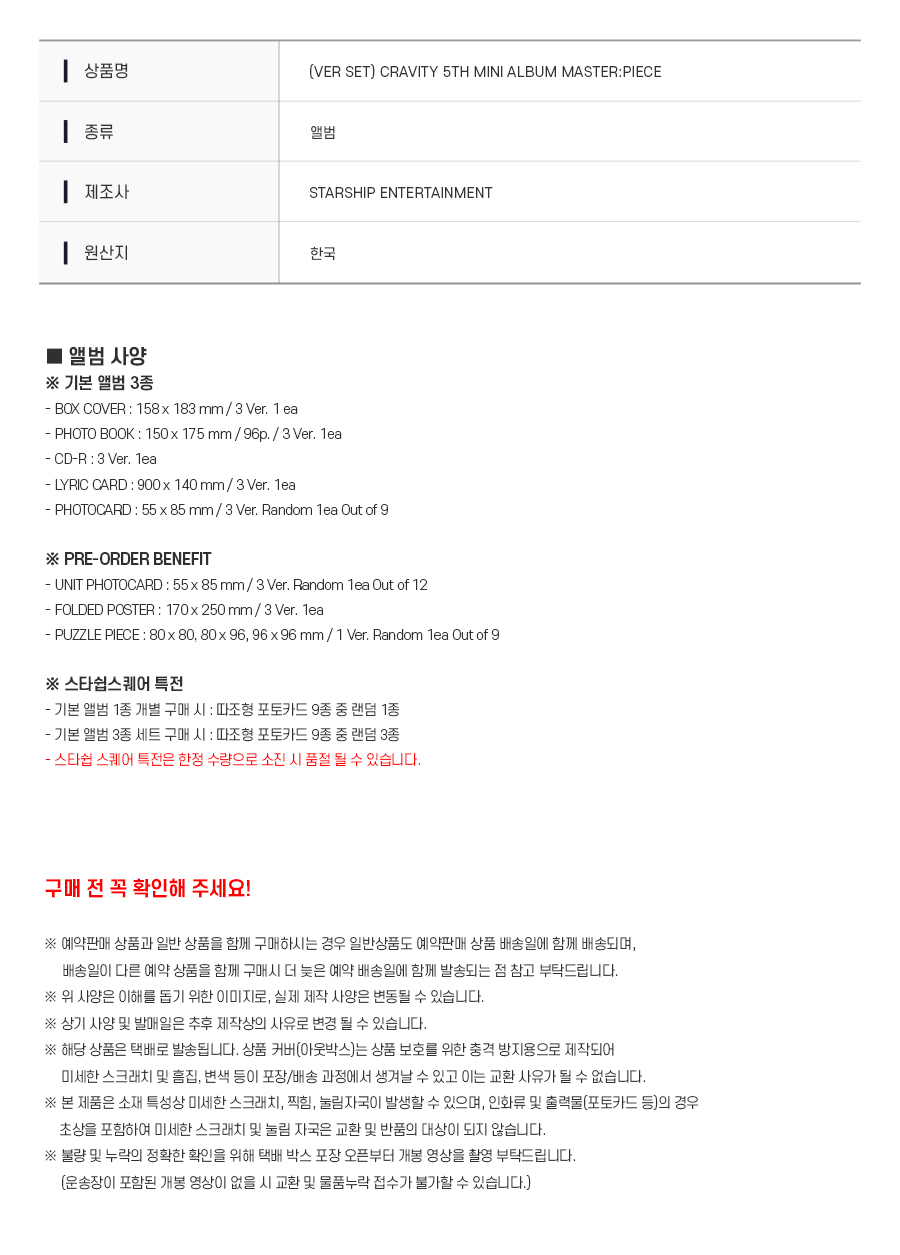 상품명 (VER SET) CRAVITY 5TH MINI ALBUM MASTER:PIECE
종류 앨범
제조사 STARSHIP ENTERTAINMENT
원산지 한국
■ 앨범 사양
※ 기본 앨범 3종
- BOX COVER : 158 x 183 mm / 3 Ver. 1 ea
- PHOTO BOOK : 150 x 175 mm / 96p. / 3 Ver. 1ea
- CD-R : 3 Ver. 1ea
- LYRIC CARD : 900 x 140 mm / 3 Ver. 1ea
- PHOTOCARD : 55 x 85 mm / 3 Ver. Random 1ea Out of 9
※ PRE-ORDER BENEFIT
- UNIT PHOTOCARD : 55 x 85 mm / 3 Ver. Random 1ea Out of 12
- FOLDED POSTER : 170 x 250 mm / 3 Ver. 1ea
- PUZZLE PIECE : 80 x 80, 80 x 96, 96 x 96 mm / 1 Ver. Random 1ea Out of 9
※ 스타쉽스퀘어 특전
- 기본 앨범 1종 개별 구매 시 : 따조형 포토카드 9종 중 랜덤 1종
- 기본 앨범 3종 세트 구매 시 : 따조형 포토카드 9종 중 랜덤 3종
- 스타쉽 스퀘어 특전은 한정 수량으로 소진 시 품절 될 수 있습니다.
구매 전 꼭 확인해 주세요!
※ 예약판매 상품과 일반 상품을 함께 구매하시는 경우 일반상품도 예약판매 상품 배송일에 함께 배송되며,
배송일이 다른 예약 상품을 함께 구매시 더 늦은 예약 배송일에 함께 발송되는 점 참고 부탁드립니다.
※ 위 사양은 이해를 돕기 위한 이미지로, 실제 제작 사양은 변동될 수 있습니다.
※ 상기 사양 및 발매일은 추후 제작상의 사유로 변경 될 수 있습니다.
※ 해당 상품은 택배로 발송됩니다. 상품 커버(아웃박스)는 상품 보호를 위한 충격 방지용으로 제작되어
미세한 스크래치 및 흠집, 변색 등이 포장/배송 과정에서 생겨날 수 있고 이는 교환 사유가 될 수 없습니다.
※ 본 제품은 소재 특성상 미세한 스크래치, 찍힘, 눌림자국이 발생할 수 있으며, 인화류 및 출력물(포토카드 등)의 경우
초상을 포함하여 미세한 스크래치 및 눌림 자국은 교환 및 반품의 대상이 되지 않습니다.
※ 불량 및 누락의 정확한 확인을 위해 택배 박스 포장 오픈부터 개봉 영상을 촬영 부탁드립니다.
(운송장이 포함된 개봉 영상이 없을 시 교환 및 물품누락 접수가 불가할 수 있습니다.)